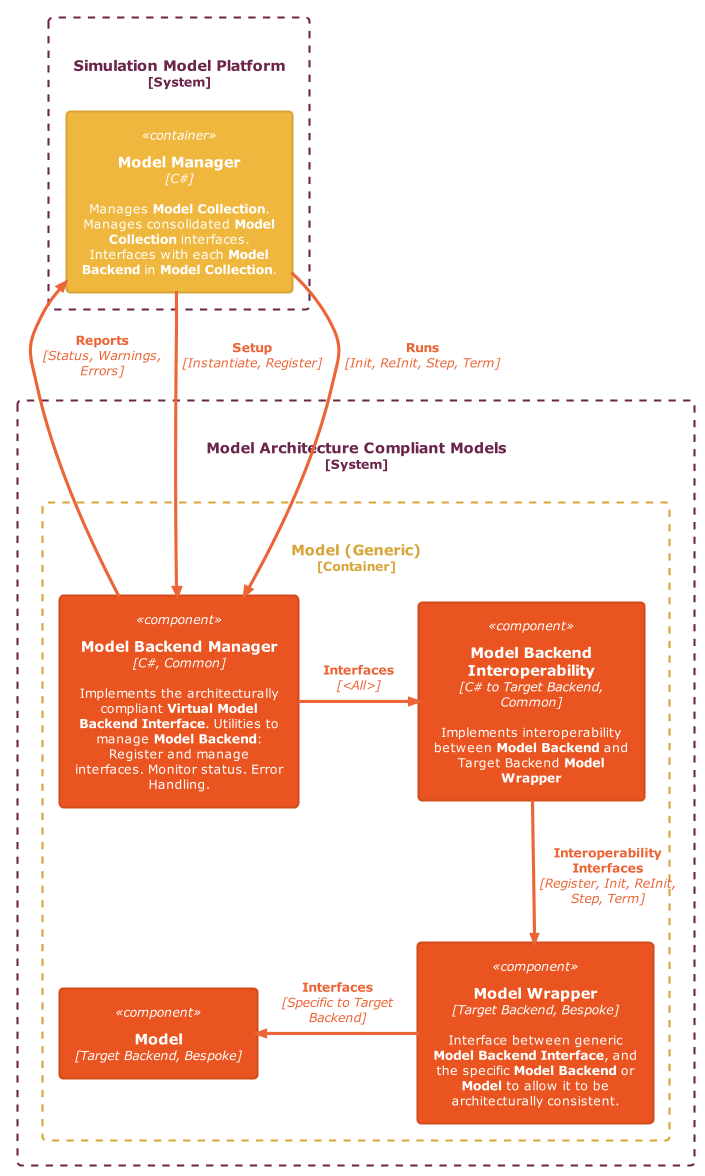 Simulation Model Platform
[System]
«container»
Model Manager
[C#]
Manages Model Collection.
Manages consolidated Model
Collection interfaces.
Interfaces with each Model
Backend in Model Collection.
Reports
[Status, Warnings,
Errors]
Setup
[Instantiate, Register]
Runs
[Init, ReInit, Step, Term]
Model Architecture Compliant Models
[System]
Model (Generic)
[Container]
«component»
Model Backend Manager
[C#, Common]
Implements the architecturally
compliant Virtual Model
Backend Interface. Utilities to
manage Model Backend:
Register and manage
interfaces. Monitor status. Error
Handling.
Interfaces
[<All>]
«component»
Model Backend
Interoperability
[C# to Target Backend,
Common]
Implements interoperability
between Model Backend and
Target Backend Model
Wrapper
Interoperability
Interfaces
[Register, Init, ReInit,
Step, Term]
«component»
Model Wrapper
[Target Backend, Bespoke]
Interface between generic
Model Backend Interface, and
the specific Model Backend or
Model to allow it to be
architecturally consistent.
Interfaces
[Specific to Target
Backend]
«component»
Model
[Target Backend, Bespoke]